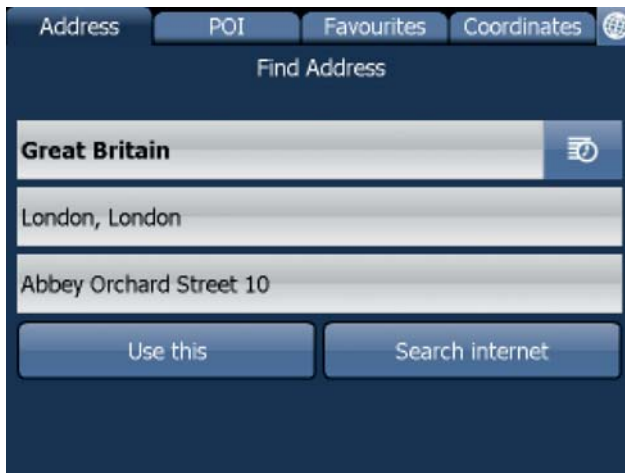 Address POI Favourites Coordinates
Find Address
Great Britain
London, London
Abbey Orchard Street 10
Use this Search internet